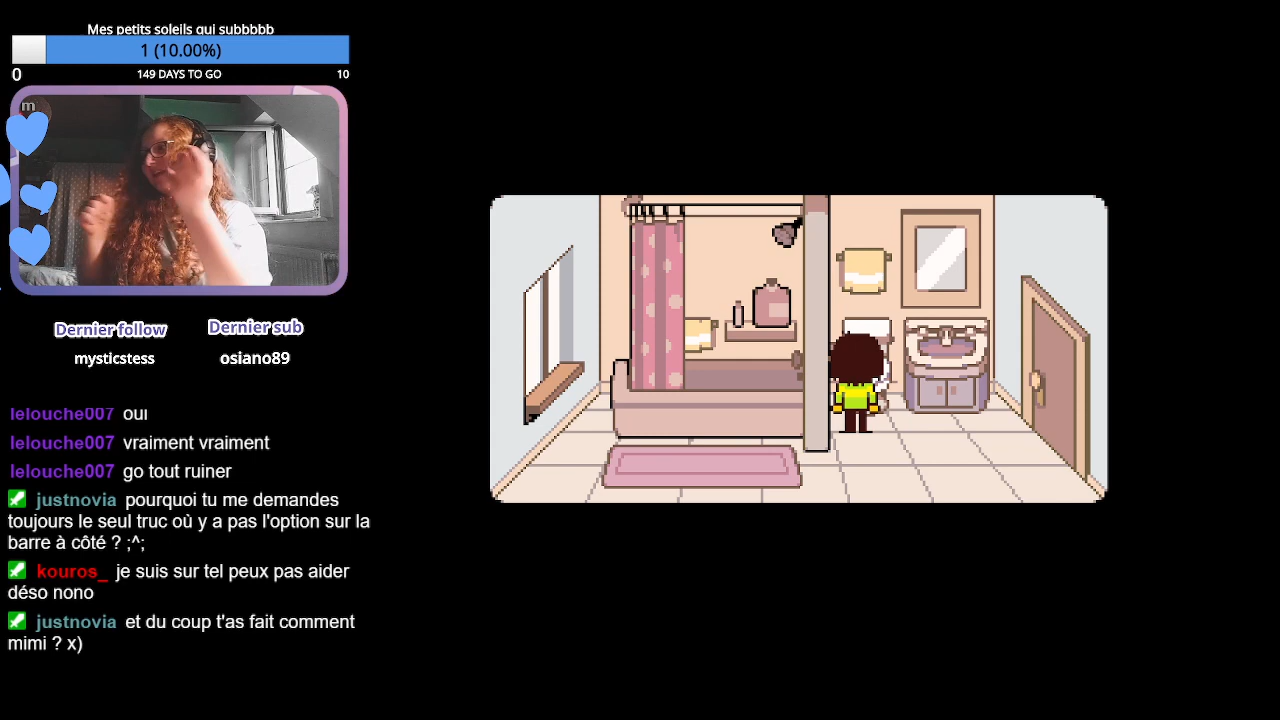 Mes petits soleils qui subbbbb
1 (10.00%)
0 149 DAYS TO GO 10
m
Dernier follow Dernier sub
mysticstess osiano89
lelouche007 oui
lelouche007 vraiment vraiment
lelouche007 go tout ruiner
justnovia pourquoi tu me demandes
toujours le seul truc où y a pas l'option sur la
barre à côté ? ;^;
kouros_ je suis sur tel peux pas aider
déso nono
justnovia et du coup t'as fait comment
mimi ? x)